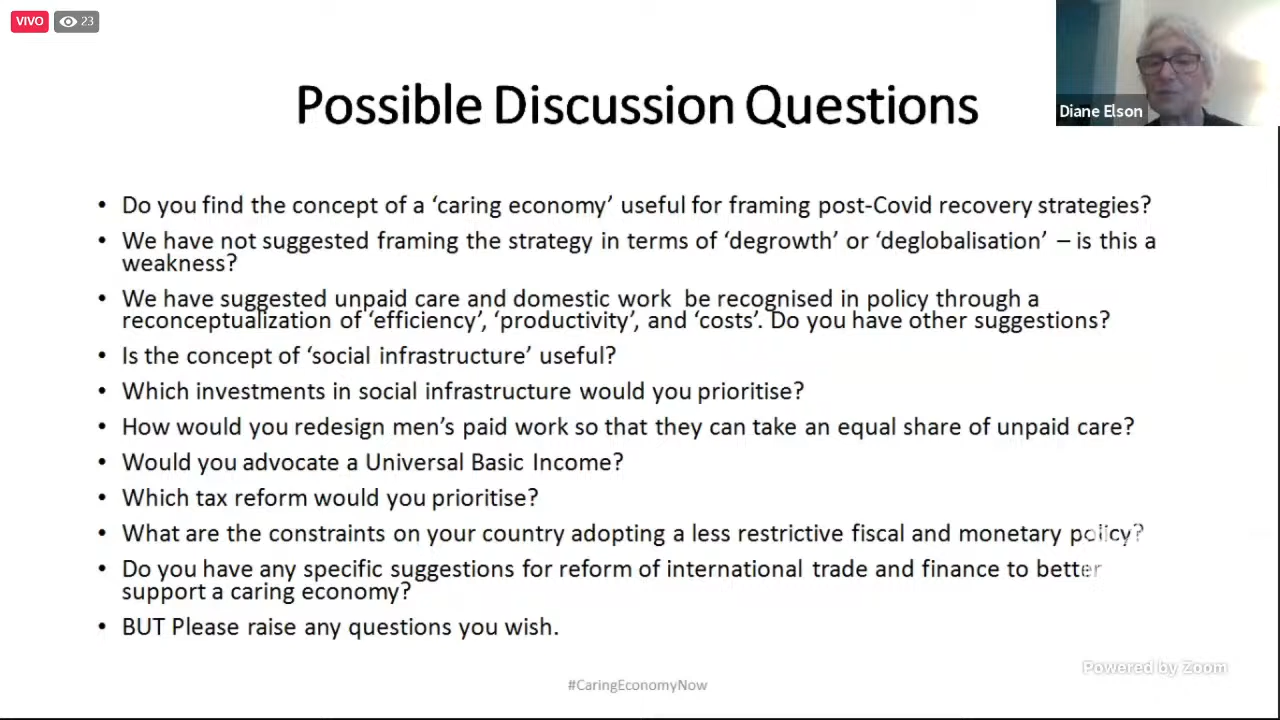 VIVO 23
Diane Elson
Possible Discussion Questions
• Do you find the concept of a ‘caring economy’ useful for framing post-Covid recovery strategies?
• We have not suggested framing the strategy in terms of ‘degrowth’ or ‘deglobalisation’ – is this a
weakness?
• We have suggested unpaid care and domestic work  be recognised in policy through a
reconceptualization of ‘efficiency’, ‘productivity’, and ‘costs’. Do you have other suggestions?
• Is the concept of ‘social infrastructure’ useful?
• Which investments in social infrastructure would you prioritise?
• How would you redesign men’s paid work so that they can take an equal share of unpaid care?
• Would you advocate a Universal Basic Income?
• Which tax reform would you prioritise?
• What are the constraints on your country adopting a less restrictive fiscal and monetary policy?
• Do you have any specific suggestions for reform of international trade and finance to better
support a caring economy?
• BUT Please raise any questions you wish.
Powered by Zoom
#CaringEconomyNow